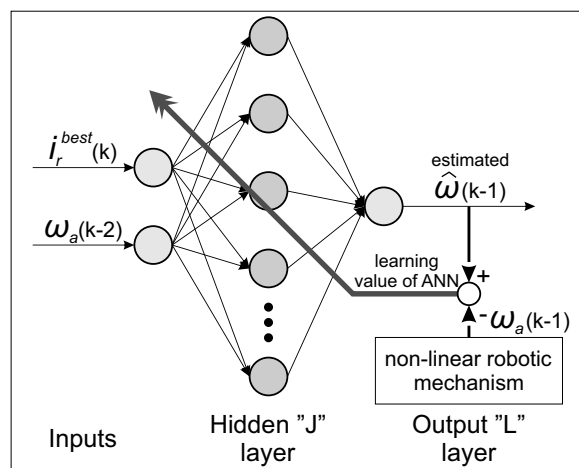 i_r^best(k)
ω_a(k-2)
estimated
ω̂(k-1)
learning
value of ANN
+
-ω_a(k-1)
non-linear robotic
mechanism
Inputs
Hidden ”J”
layer
Output ”L”
layer